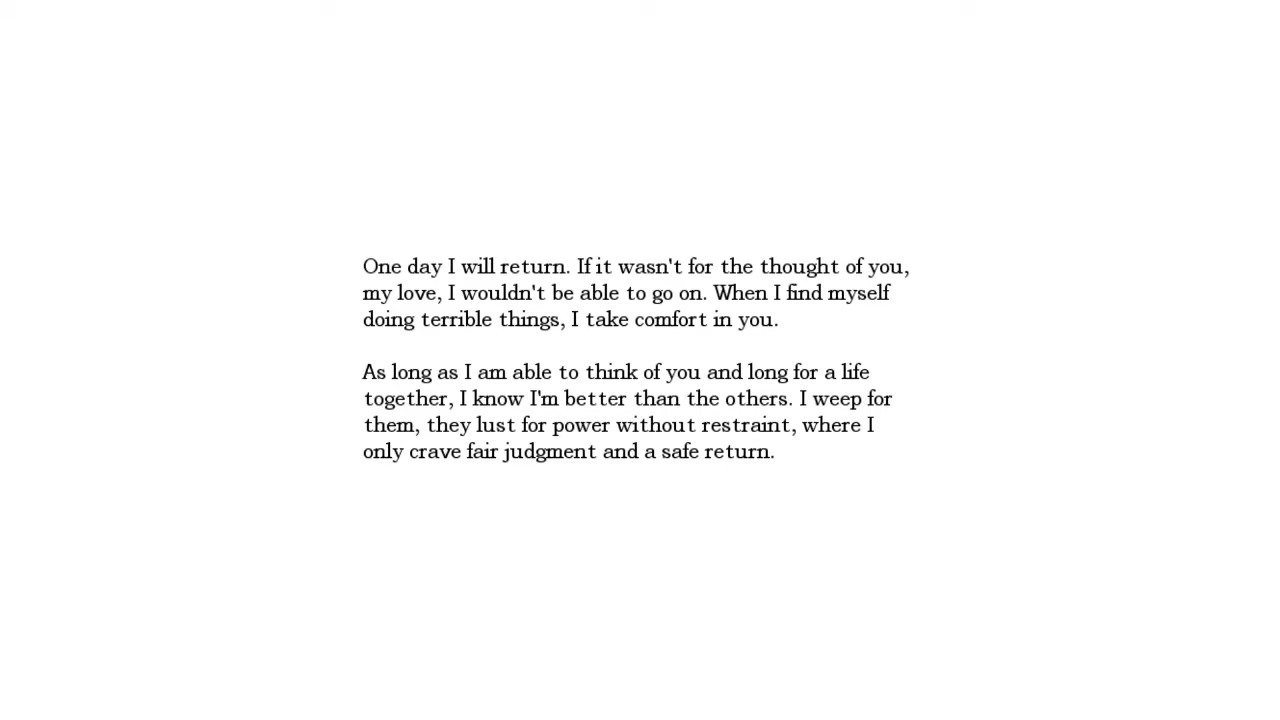 One day I will return. If it wasn't for the thought of you,
my love, I wouldn't be able to go on. When I find myself
doing terrible things, I take comfort in you.
As long as I am able to think of you and long for a life
together, I know I'm better than the others. I weep for
them, they lust for power without restraint, where I
only crave fair judgment and a safe return.